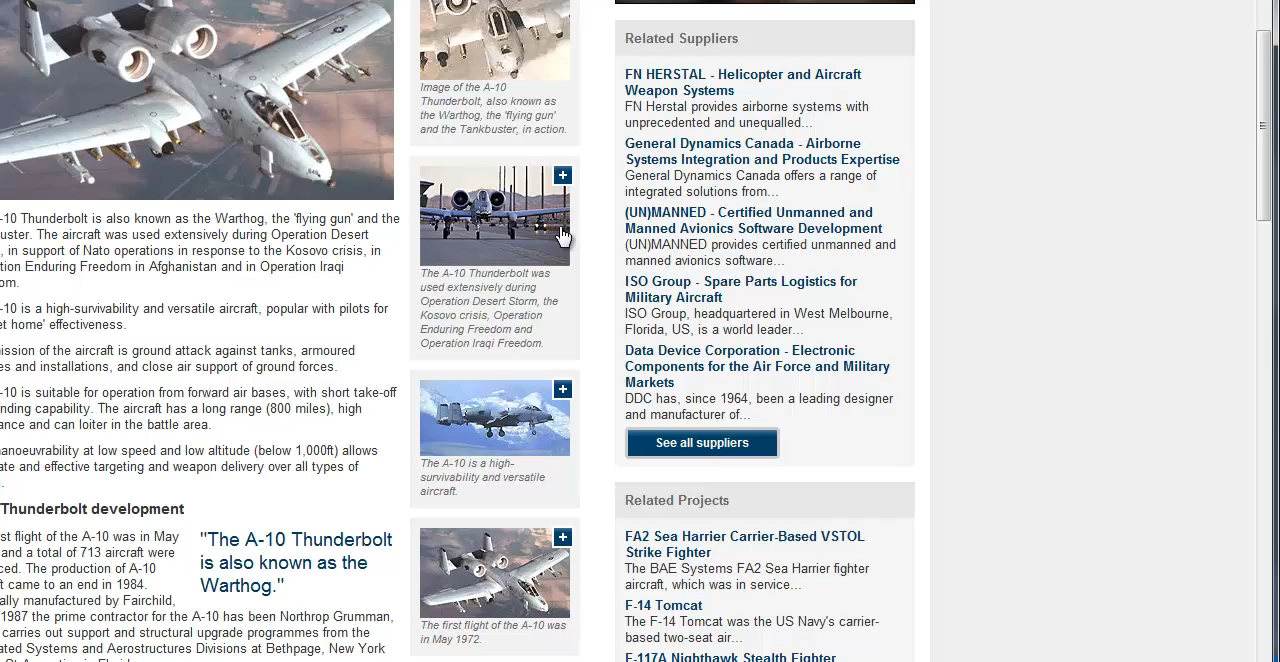 -10 Thunderbolt is also known as the Warthog, the 'flying gun' and the
uster. The aircraft was used extensively during Operation Desert
, in support of Nato operations in response to the Kosovo crisis, in
tion Enduring Freedom in Afghanistan and in Operation Iraqi
om.
-10 is a high-survivability and versatile aircraft, popular with pilots for
et home' effectiveness.
ission of the aircraft is ground attack against tanks, armoured
es and installations, and close air support of ground forces.
-10 is suitable for operation from forward air bases, with short take-off
nding capability. The aircraft has a long range (800 miles), high
ance and can loiter in the battle area.
anoeuvrability at low speed and low altitude (below 1,000ft) allows
ate and effective targeting and weapon delivery over all types of
.
Thunderbolt development
rst flight of the A-10 was in May
and a total of 713 aircraft were
ced. The production of A-10
t came to an end in 1984.
ally manufactured by Fairchild,
1987 the prime contractor for the A-10 has been Northrop Grumman,
carries out support and structural upgrade programmes from the
ated Systems and Aerostructures Divisions at Bethpage, New York
"The A-10 Thunderbolt
is also known as the
Warthog."
Image of the A-10
Thunderbolt, also known as
the Warthog, the 'flying gun'
and the Tankbuster, in action.
+
The A-10 Thunderbolt was
used extensively during
Operation Desert Storm, the
Kosovo crisis, Operation
Enduring Freedom and
Operation Iraqi Freedom.
+
The A-10 is a high-
survivability and versatile
aircraft.
+
The first flight of the A-10 was
in May 1972.
Related Suppliers
FN HERSTAL - Helicopter and Aircraft
Weapon Systems
FN Herstal provides airborne systems with
unprecedented and unequalled...
General Dynamics Canada - Airborne
Systems Integration and Products Expertise
General Dynamics Canada offers a range of
integrated solutions from...
(UN)MANNED - Certified Unmanned and
Manned Avionics Software Development
(UN)MANNED provides certified unmanned and
manned avionics software...
ISO Group - Spare Parts Logistics for
Military Aircraft
ISO Group, headquartered in West Melbourne,
Florida, US, is a world leader...
Data Device Corporation - Electronic
Components for the Air Force and Military
Markets
DDC has, since 1964, been a leading designer
and manufacturer of...
See all suppliers
Related Projects
FA2 Sea Harrier Carrier-Based VSTOL
Strike Fighter
The BAE Systems FA2 Sea Harrier fighter
aircraft, which was in service...
F-14 Tomcat
The F-14 Tomcat was the US Navy's carrier-
based two-seat air...
F-117A Nighthawk Stealth Fighter